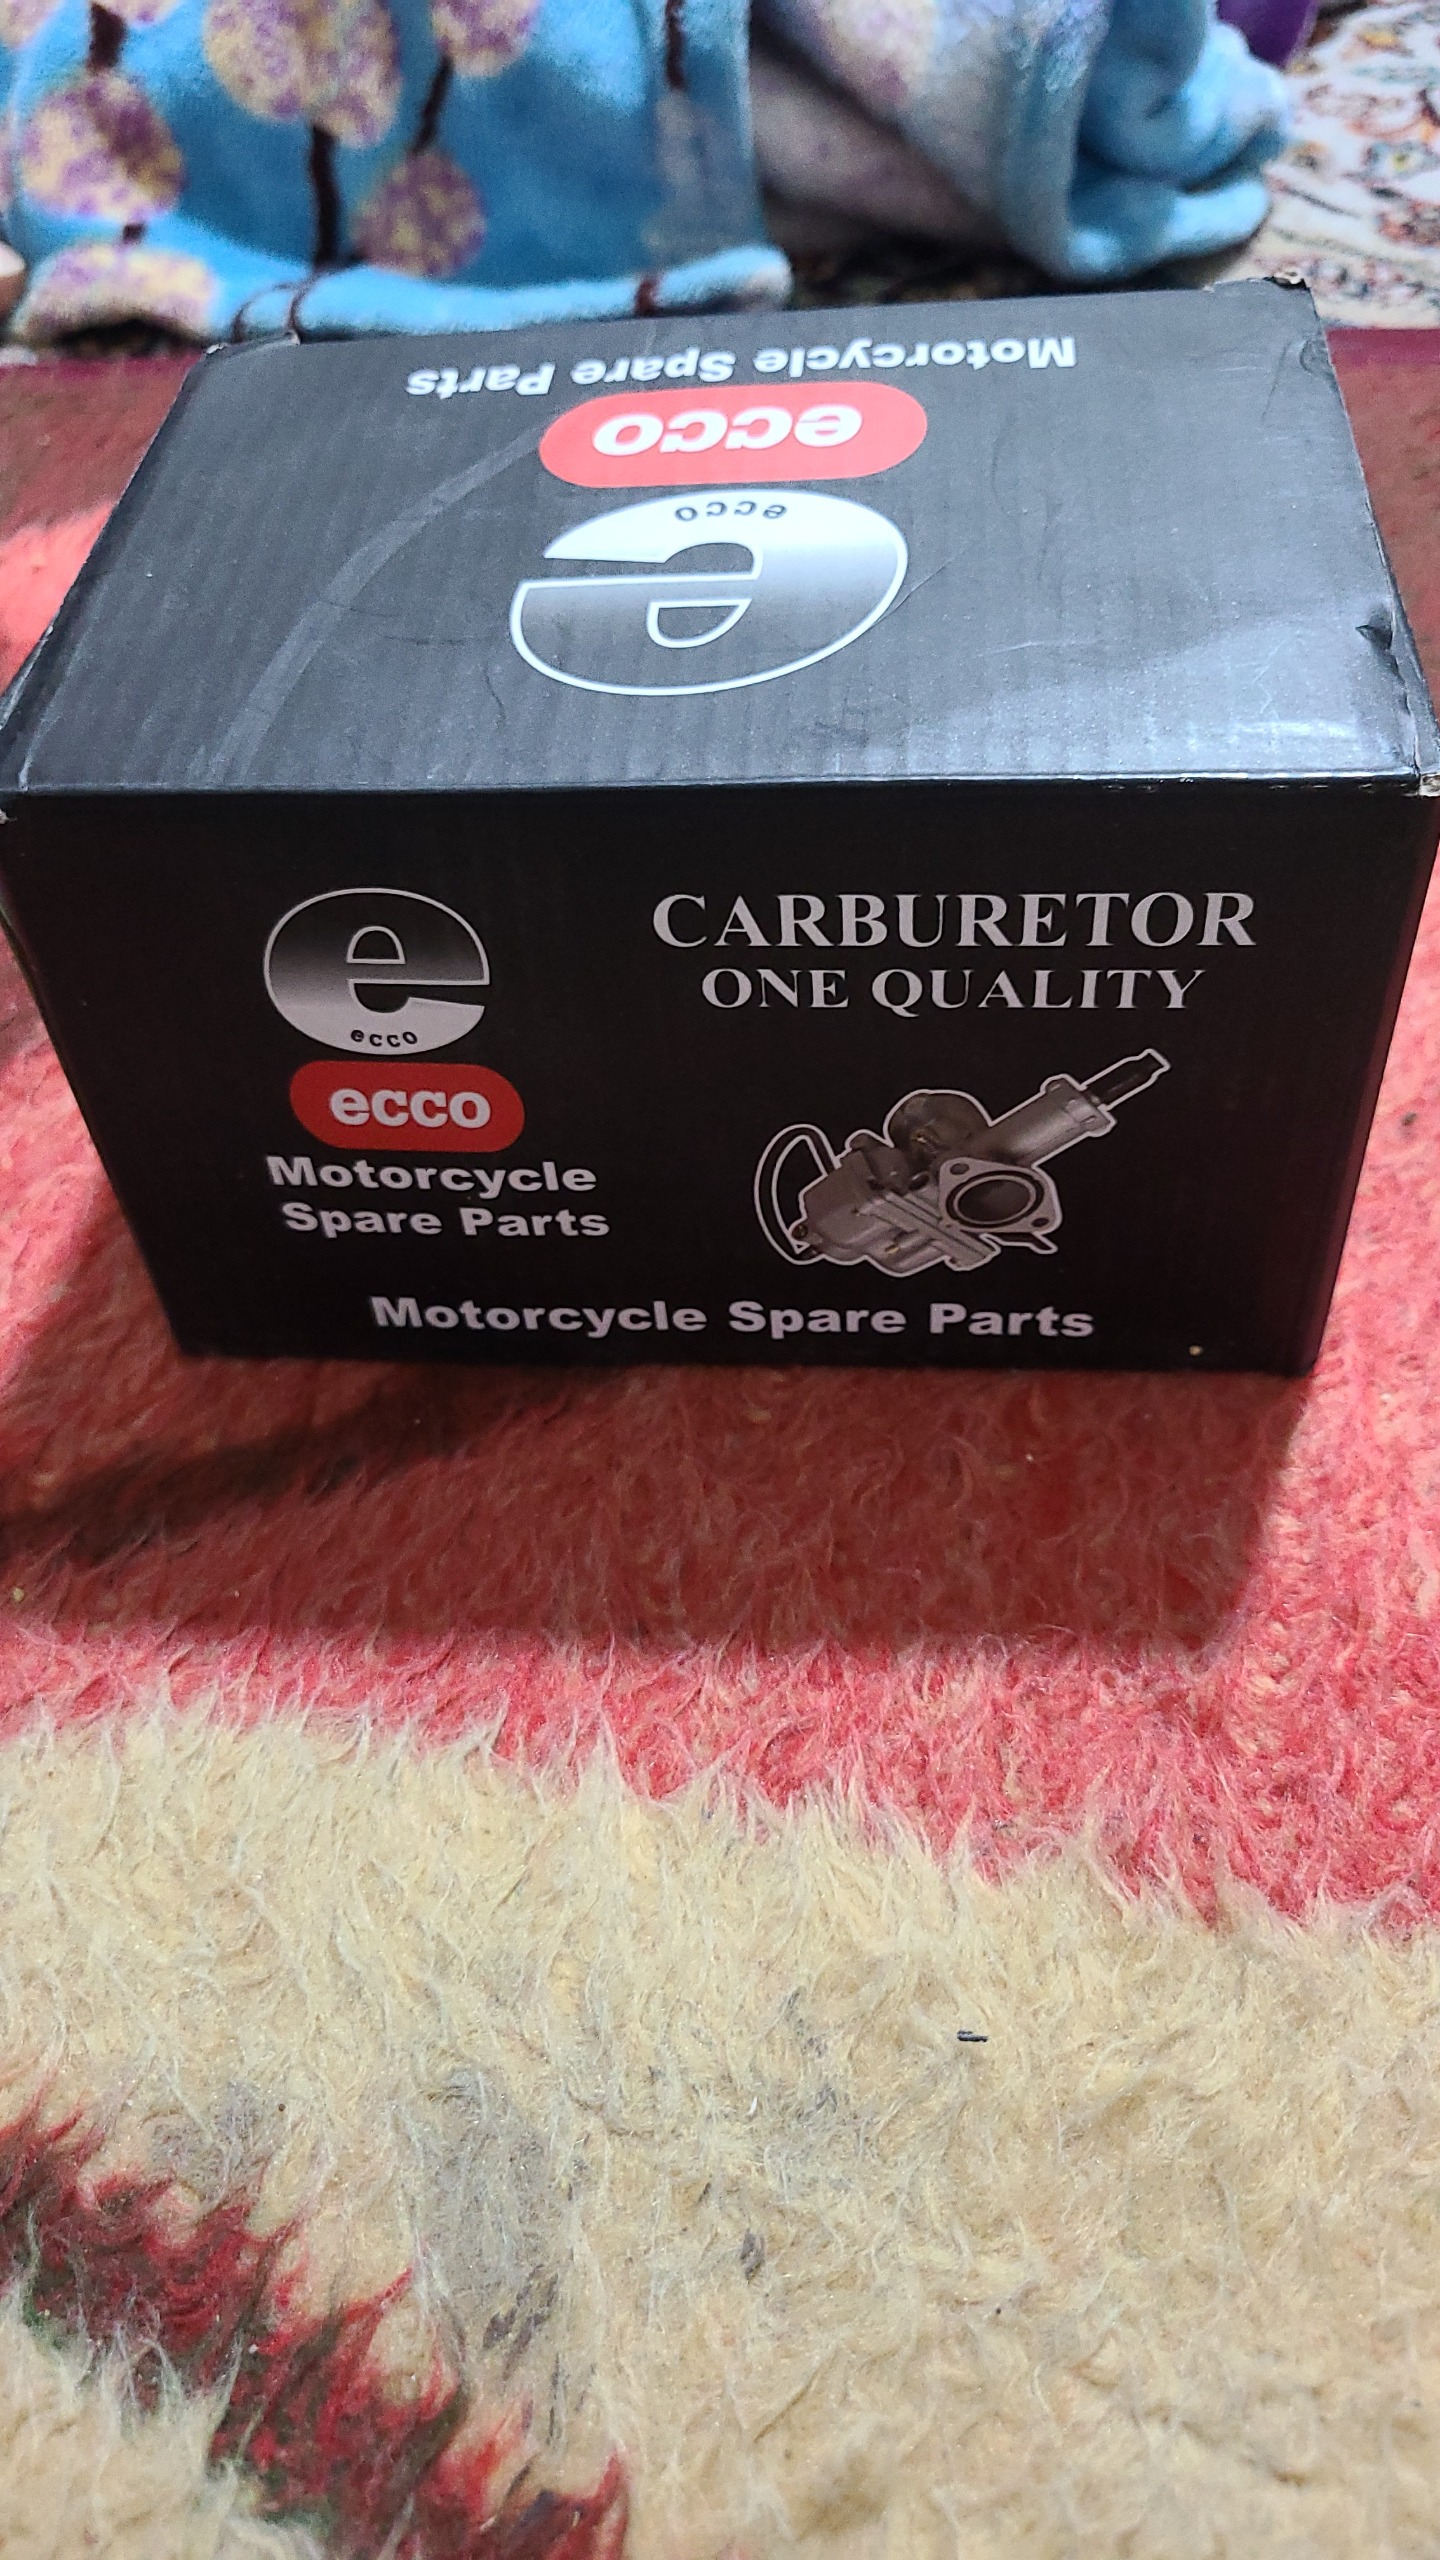 Motorcycle Spare Parts
ecco
ecco
e
CARBURETOR
ONE QUALITY
e
ecco
ecco
Motorcycle
Spare Parts
Motorcycle Spare Parts